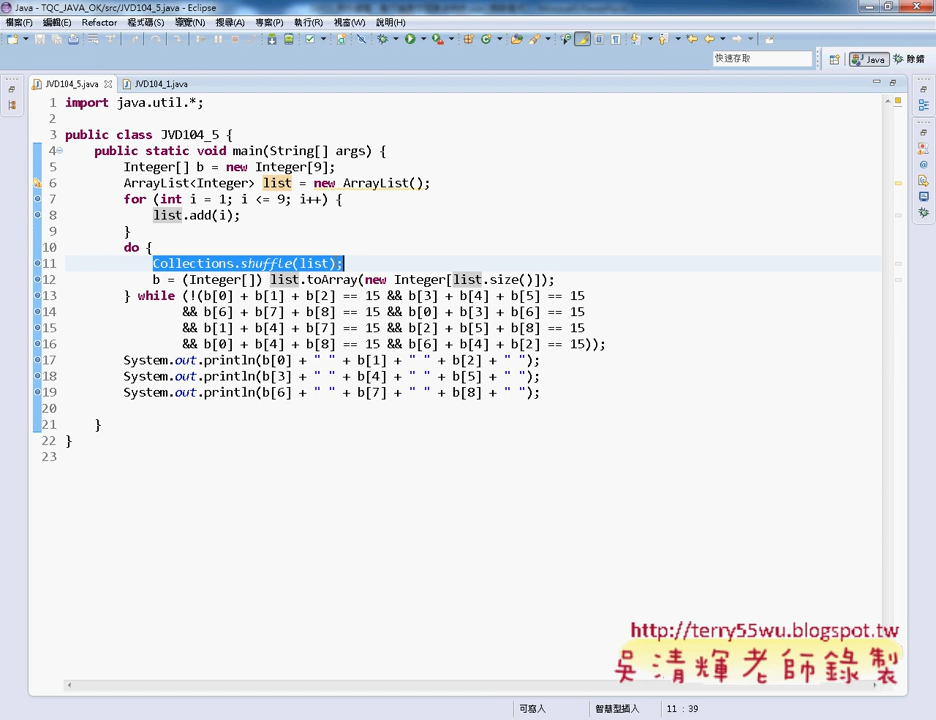 Java - TQC_JAVA_OK/src/JVD104_5.java - Eclipse
檔案(F) 編輯(E) Refactor 程式碼(S) 導覽(N) 搜尋(A) 專案(P) 執行(R) 視窗(W) 說明(H)
快速存取 Java 除錯
JVD104_5.java JVD104_1.java
1 import java.util.*;
2
3 public class JVD104_5 {
4 public static void main(String[] args) {
5 Integer[] b = new Integer[9];
6 ArrayList<Integer> list = new ArrayList();
7 for (int i = 1; i <= 9; i++) {
8 list.add(i);
9 }
10 do {
11 Collections.shuffle(list);
12 b = (Integer[]) list.toArray(new Integer[list.size()]);
13 } while (!(b[0] + b[1] + b[2] == 15 && b[3] + b[4] + b[5] == 15
14 && b[6] + b[7] + b[8] == 15 && b[0] + b[3] + b[6] == 15
15 && b[1] + b[4] + b[7] == 15 && b[2] + b[5] + b[8] == 15
16 && b[0] + b[4] + b[8] == 15 && b[6] + b[4] + b[2] == 15));
17 System.out.println(b[0] + " " + b[1] + " " + b[2] + " ");
18 System.out.println(b[3] + " " + b[4] + " " + b[5] + " ");
19 System.out.println(b[6] + " " + b[7] + " " + b[8] + " ");
20
21 }
22 }
23
http://terry55wu.blogspot.tw
吳清輝老師錄製
可寫入 智慧型插入 11 : 39